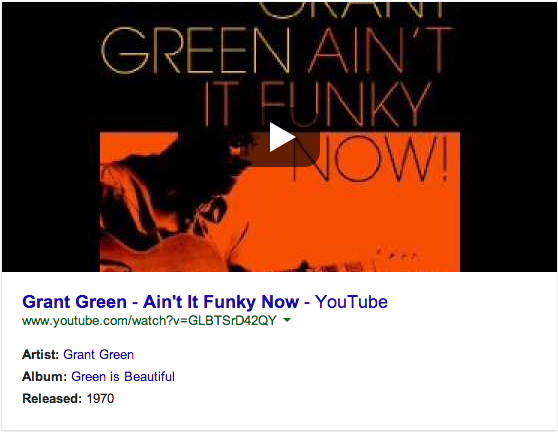 GRANT
GREEN AIN'T
IT FUNKY
NOW!
Grant Green - Ain't It Funky Now - YouTube
www.youtube.com/watch?v=GLBTSrD42QY
Artist: Grant Green
Album: Green is Beautiful
Released: 1970